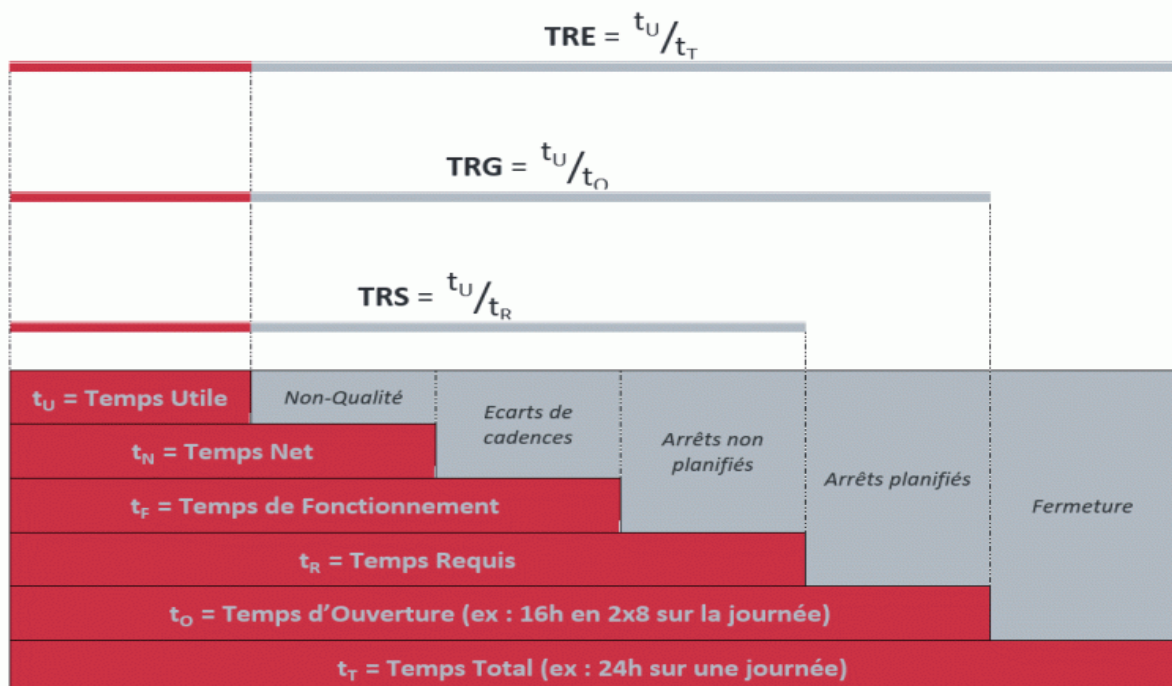 TRE = tU/tT
TRG = tU/tO
TRS = tU/tR
tU = Temps Utile
Non-Qualité
Ecarts de
cadences
Arrêts non
planifiés
Arrêts planifiés
Fermeture
tN = Temps Net
tF = Temps de Fonctionnement
tR = Temps Requis
tO = Temps d’Ouverture (ex : 16h en 2x8 sur la journée)
tT = Temps Total (ex : 24h sur une journée)